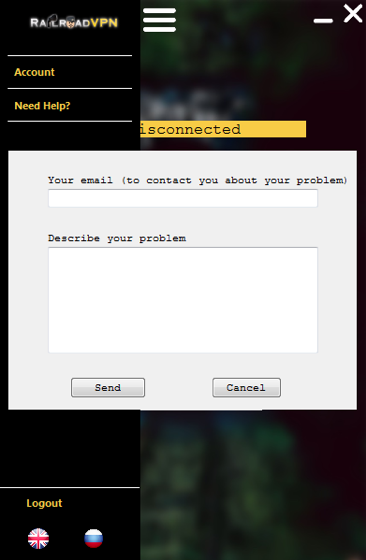 RAILROADVPN
Account
Need Help?
isconnected
Your email (to contact you about your problem)
Describe your problem
Send
Cancel
Logout